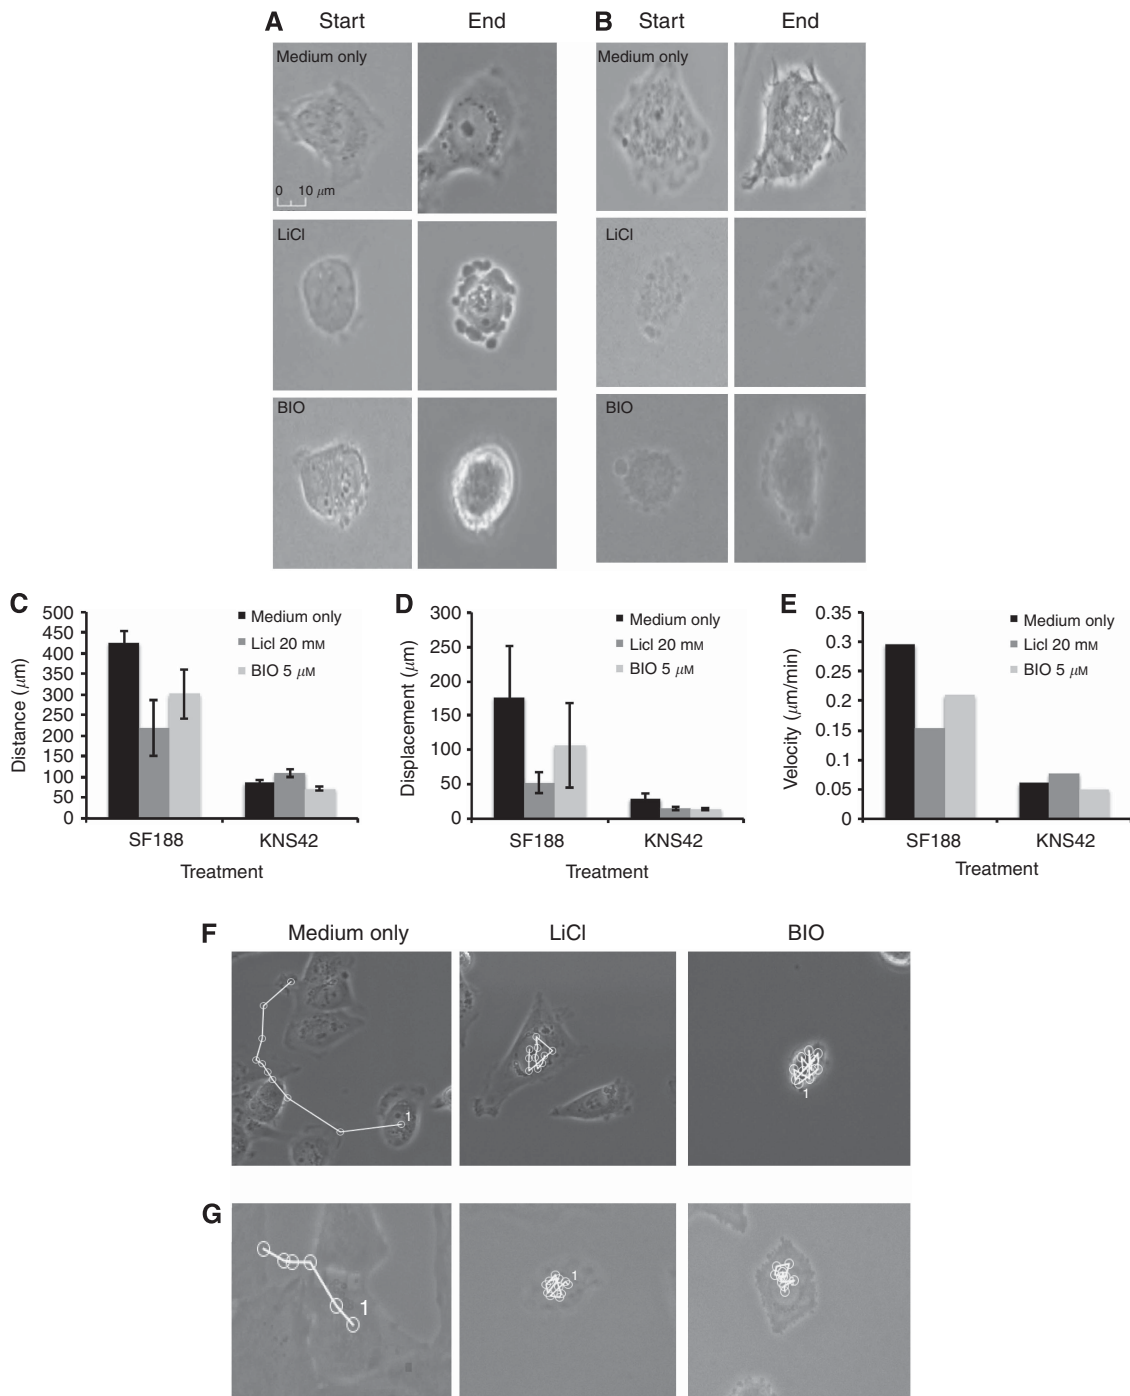 A Start End
Medium only
0 10 μm
LiCl
BIO
B Start End
Medium only
LiCl
BIO
C
500
450
400
350
300
250
200
150
100
50
0
Distance (μm)
Medium only
Licl 20 mM
BIO 5 μM
SF188 KNS42
Treatment
D
300
250
200
150
100
50
0
Displacement (μm)
Medium only
Licl 20 mM
BIO 5 μM
SF188 KNS42
Treatment
E
0.35
0.3
0.25
0.2
0.15
0.1
0.05
0
Velocity (μm/min)
Medium only
Licl 20 mM
BIO 5 μM
SF188 KNS42
Treatment
F Medium only LiCl BIO
1
1
G
1
1